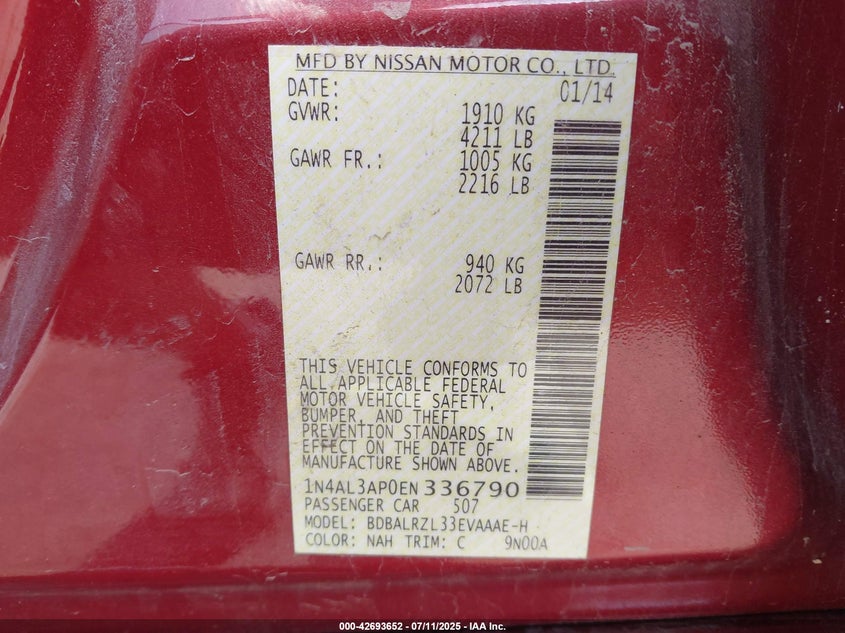 MFD BY NISSAN MOTOR CO., LTD.
DATE: 01/14
GVWR: 1910 KG
4211 LB
GAWR FR.: 1005 KG
2216 LB
GAWR RR.: 940 KG
2072 LB
THIS VEHICLE CONFORMS TO
ALL APPLICABLE FEDERAL
MOTOR VEHICLE SAFETY,
BUMPER, AND THEFT
PREVENTION STANDARDS IN
EFFECT ON THE DATE OF
MANUFACTURE SHOWN ABOVE.
1N4AL3AP0EN336790
PASSENGER CAR 507
MODEL: BDBALRZL33EVAAAE-H
COLOR: NAH TRIM: C 9N00A
000-42693652 / 07/11/2025 - IAA Inc.